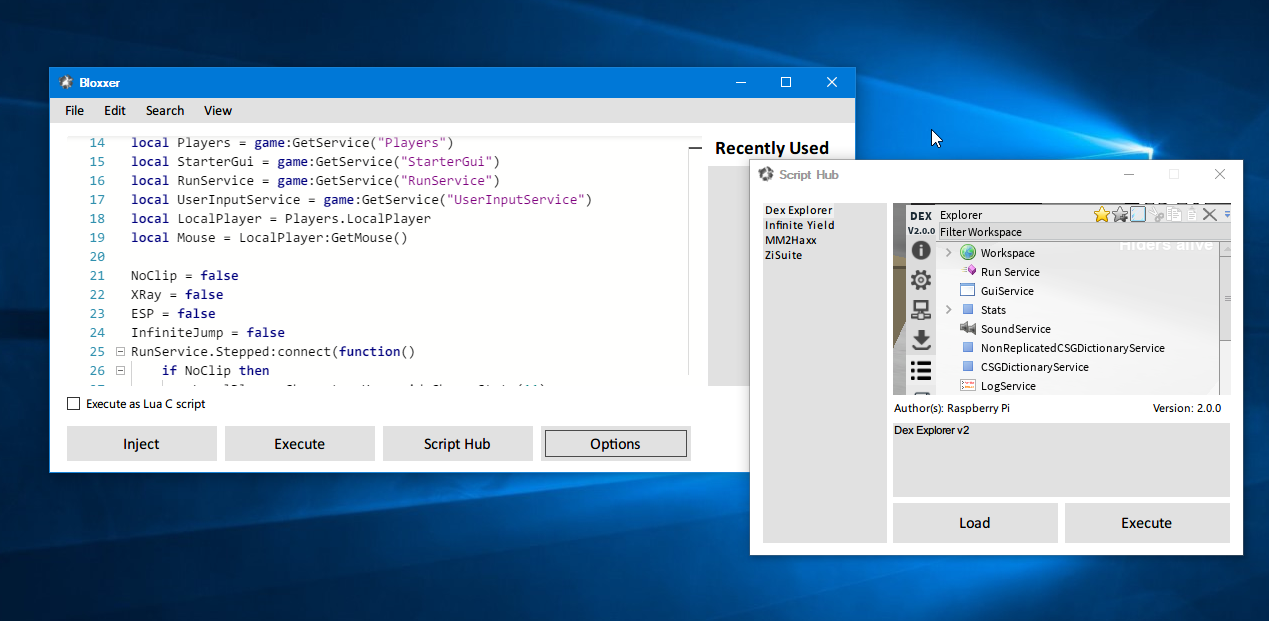 Bloxxer
File Edit Search View
14 local Players = game:GetService("Players")
15 local StarterGui = game:GetService("StarterGui")
16 local RunService = game:GetService("RunService")
17 local UserInputService = game:GetService("UserInputService")
18 local LocalPlayer = Players.LocalPlayer
19 local Mouse = LocalPlayer:GetMouse()
20
21 NoClip = false
22 XRay = false
23 ESP = false
24 InfiniteJump = false
25 RunService.Stepped:connect(function()
26 if NoClip then
Execute as Lua C script
Inject Execute Script Hub Options
Recently Used
Script Hub
Dex Explorer
Infinite Yield
MM2Haxx
ZiSuite
DEX Explorer
V2.0.0 Filter Workspace
Hiders alive
Workspace
Run Service
GuiService
Stats
SoundService
NonReplicatedCSGDictionaryService
CSGDictionaryService
LogService
Author(s): Raspberry Pi Version: 2.0.0
Dex Explorer v2
Load Execute